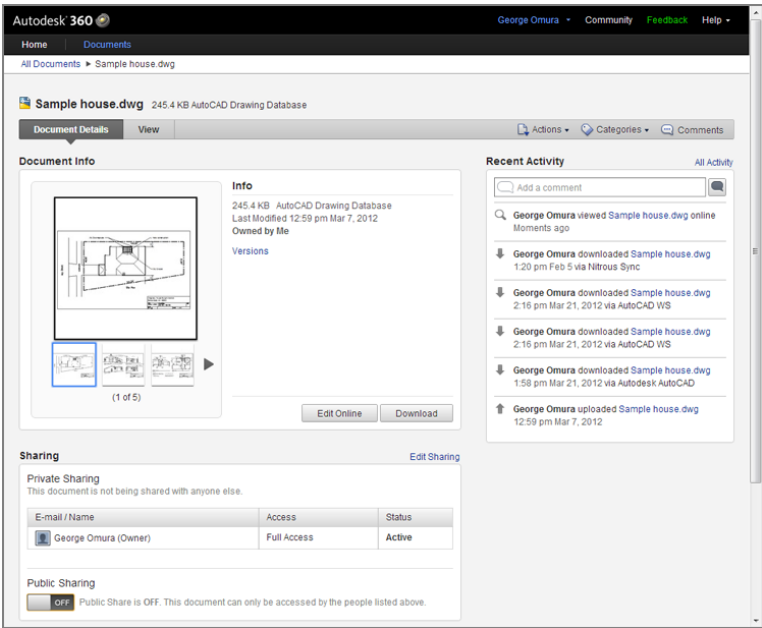 Autodesk 360
George Omura Community Feedback Help
Home Documents
All Documents ▶ Sample house.dwg
Sample house.dwg 245.4 KB AutoCAD Drawing Database
Document Details View Actions Categories Comments
Document Info
Info
245.4 KB AutoCAD Drawing Database
Last Modified 12:59 pm Mar 7, 2012
Owned by Me
Versions
(1 of 5)
Edit Online Download
Recent Activity All Activity
Add a comment
George Omura viewed Sample house.dwg online
Moments ago
George Omura downloaded Sample house.dwg
1:20 pm Feb 5 via Nitrous Sync
George Omura downloaded Sample house.dwg
2:16 pm Mar 21, 2012 via AutoCAD WS
George Omura downloaded Sample house.dwg
2:16 pm Mar 21, 2012 via AutoCAD WS
George Omura downloaded Sample house.dwg
1:58 pm Mar 21, 2012 via Autodesk AutoCAD
George Omura uploaded Sample house.dwg
12:59 pm Mar 7, 2012
Sharing Edit Sharing
Private Sharing
This document is not being shared with anyone else.
E-mail / Name Access Status
George Omura (Owner) Full Access Active
Public Sharing
OFF Public Share is OFF. This document can only be accessed by the people listed above.